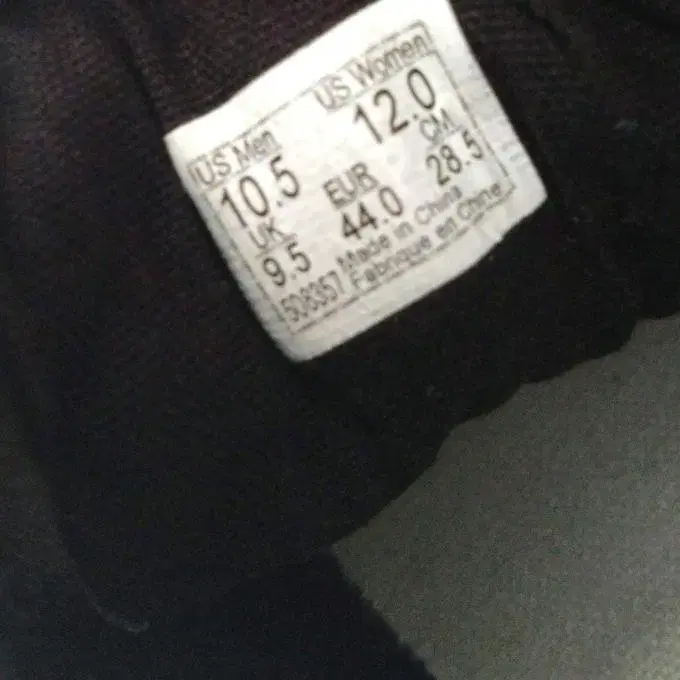 US Men US Women
10.5 12.0
UK EUR CM
9.5 44.0 28.5
508357 Made in China
Fabrique en Chine